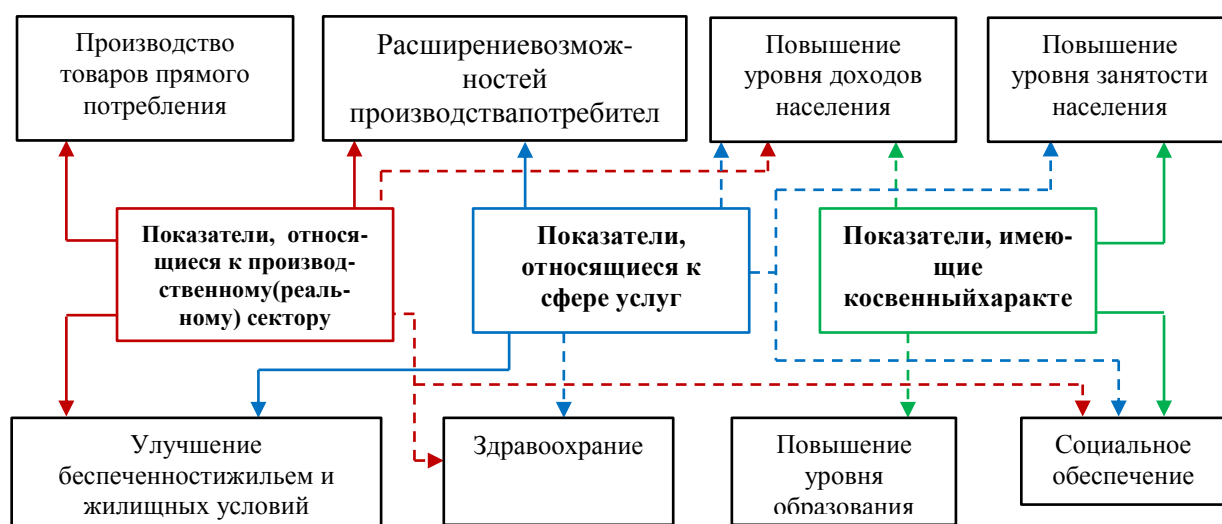 Производство
товаров прямого
потребления
Расширениевозмож-
ностей
производствапотребител
Повышение
уровня доходов
населения
Повышение
уровня занятости
населения
Показатели, относя-
щиеся к производ-
ственному(реаль-
ному) сектору
Показатели,
относящиеся к
сфере услуг
Показатели, имею-
щие
косвенныйхаракте
Улучшение
беспеченностижильем и
жилищных условий
Здравоохрание
Повышение
уровня
образования
Социальное
обеспечение